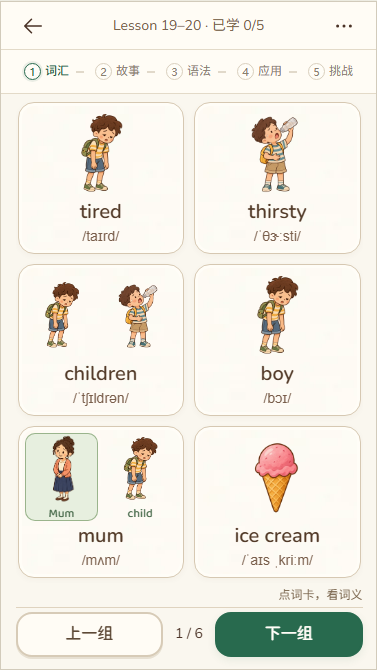 Lesson 19–20 · 已学 0/5
1 词汇 – 2 故事 – 3 语法 – 4 应用 – 5 挑战
tired
/taɪrd/
thirsty
/ˈθɝːsti/
children
/ˈtʃɪldrən/
boy
/bɔɪ/
Mum
child
mum
/mʌm/
ice cream
/ˈaɪs ˌkriːm/
点词卡，看词义
上一组 1 / 6 下一组